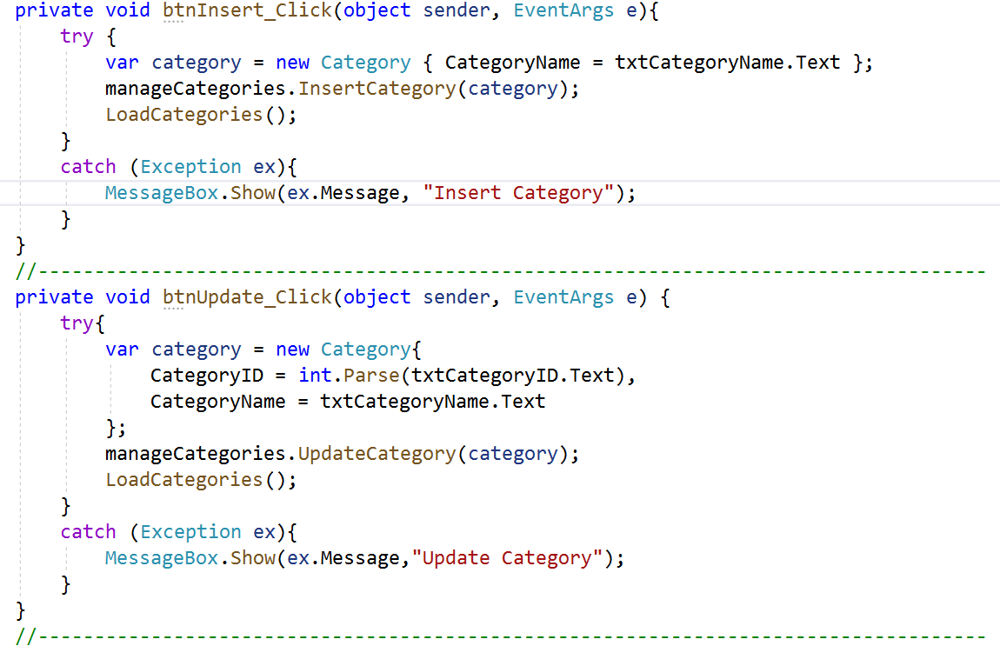 private void btnInsert_Click(object sender, EventArgs e){
    try {
        var category = new Category { CategoryName = txtCategoryName.Text };
        manageCategories.InsertCategory(category);
        LoadCategories();
    }
    catch (Exception ex){
        MessageBox.Show(ex.Message, "Insert Category");
    }
}
//------------------------------------------------------------------------------------
private void btnUpdate_Click(object sender, EventArgs e) {
    try{
        var category = new Category{
            CategoryID = int.Parse(txtCategoryID.Text),
            CategoryName = txtCategoryName.Text
        };
        manageCategories.UpdateCategory(category);
        LoadCategories();
    }
    catch (Exception ex){
        MessageBox.Show(ex.Message,"Update Category");
    }
}
//------------------------------------------------------------------------------------